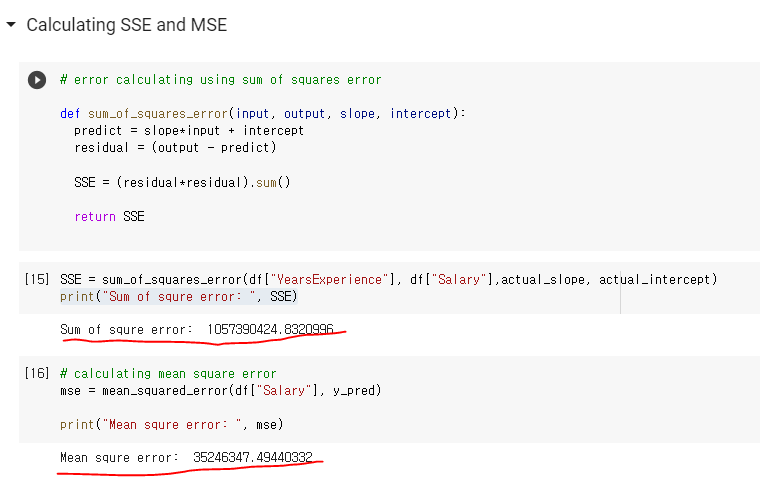 Calculating SSE and MSE
# error calculating using sum of squares error
def sum_of_squares_error(input, output, slope, intercept):
predict = slope*input + intercept
residual = (output - predict)
SSE = (residual*residual).sum()
return SSE
[15] SSE = sum_of_squares_error(df["YearsExperience"], df["Salary"],actual_slope, actual_intercept)
print("Sum of squre error: ", SSE)
Sum of squre error:  1057390424.8320996
[16] # calculating mean square error
mse = mean_squared_error(df["Salary"], y_pred)
print("Mean squre error: ", mse)
Mean squre error:  35246347.49440332